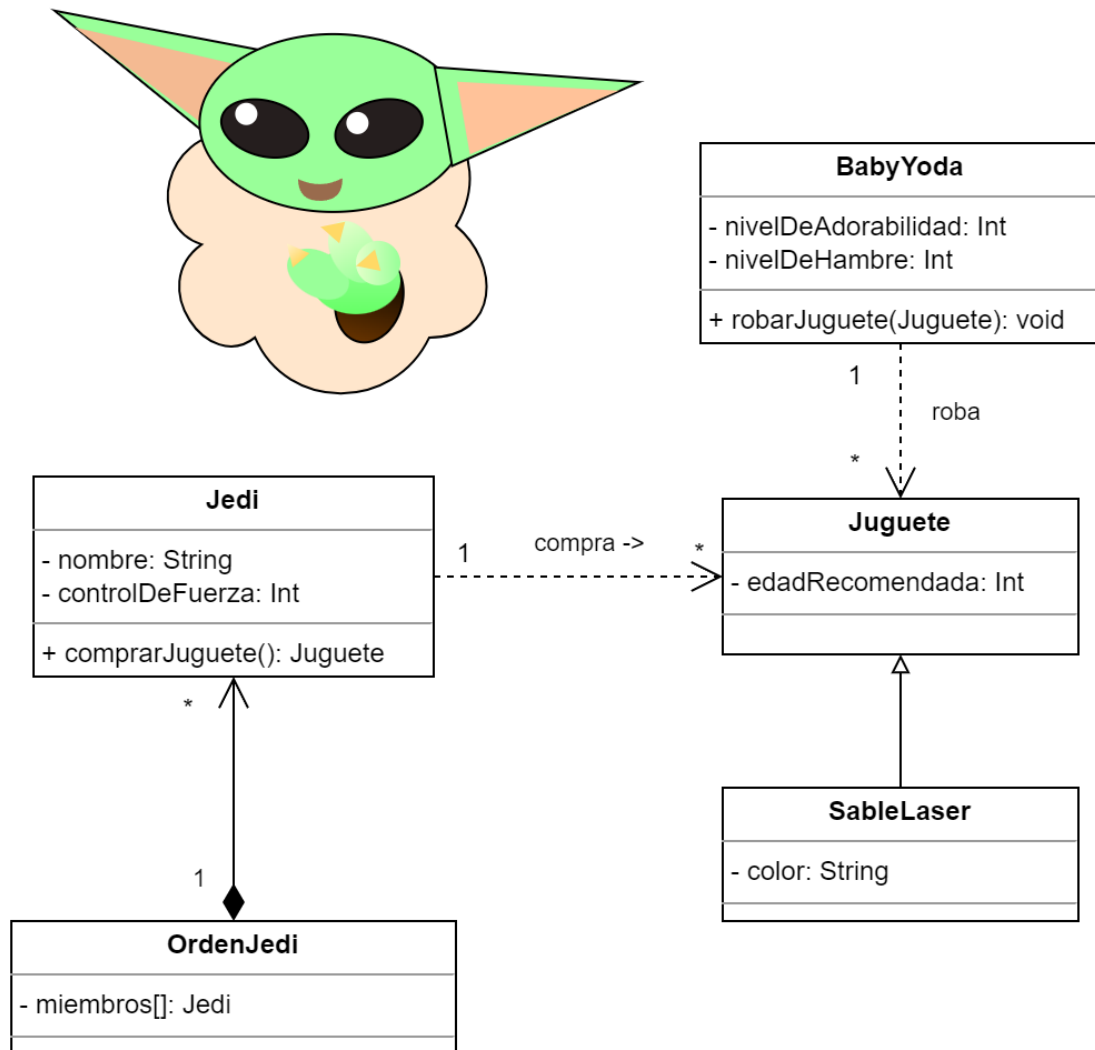 BabyYoda
- nivelDeAdorabilidad: Int
- nivelDeHambre: Int
+ robarJuguete(Juguete): void
1
roba
*
Jedi
- nombre: String
- controlDeFuerza: Int
+ comprarJuguete(): Juguete
1
compra ->
*
Juguete
- edadRecomendada: Int
*
1
SableLaser
- color: String
OrdenJedi
- miembros[]: Jedi